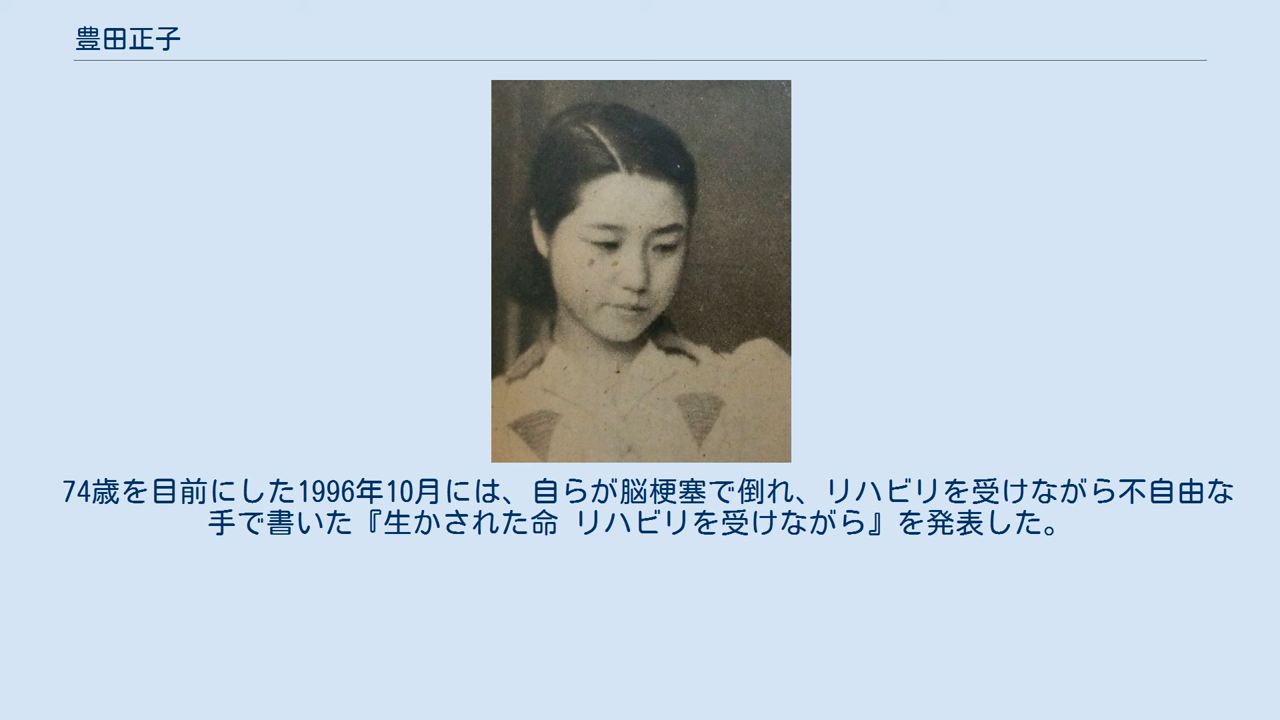 豊田正子
74歳を目前にした1996年10月には、自らが脳梗塞で倒れ、リハビリを受けながら不自由な
手で書いた『生かされた命 リハビリを受けながら』を発表した。